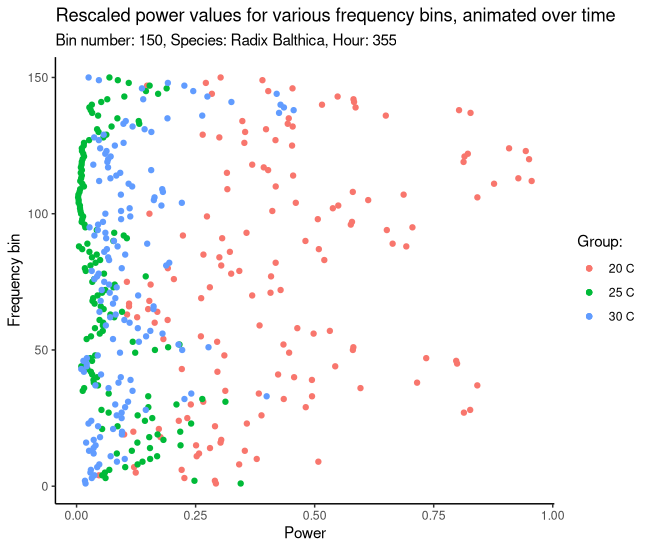 Rescaled power values for various frequency bins, animated over time
Bin number: 150, Species: Radix Balthica, Hour: 355
150
100
50
0
Frequency bin
0.00 0.25 0.50 0.75 1.00
Power
Group:
20 C
25 C
30 C